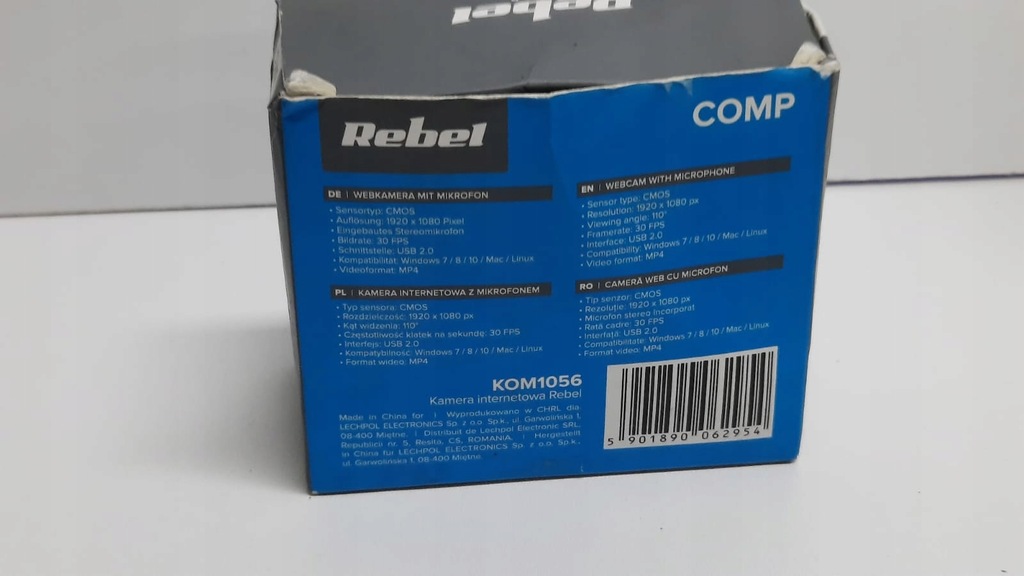 Rebel
Rebel
COMP
DE | WEBKAMERA MIT MIKROFON
• Sensortyp: CMOS
• Auflösung: 1920 x 1080 Pixel
• Eingebautes Stereomikrofon
• Bildrate: 30 FPS
• Schnittstelle: USB 2.0
• Kompatibilität: Windows 7 / 8 / 10 / Mac / Linux
• Videoformat: MP4
EN | WEBCAM WITH MICROPHONE
• Sensor type: CMOS
• Resolution: 1920 x 1080 px
• Viewing angle: 110°
• Framerate: 30 FPS
• Interface: USB 2.0
• Compatibility: Windows 7 / 8 / 10 / Mac / Linux
• Video format: MP4
PL | KAMERA INTERNETOWA Z MIKROFONEM
• Typ sensora: CMOS
• Rozdzielczość: 1920 x 1080 px
• Kąt widzenia: 110°
• Częstotliwość klatek na sekundę: 30 FPS
• Interfejs: USB 2.0
• Kompatybilność: Windows 7 / 8 / 10 / Mac / Linux
• Format wideo: MP4
RO | CAMERĂ WEB CU MICROFON
• Tip senzor: CMOS
• Rezoluție: 1920 x 1080 px
• Microfon stereo încorporat
• Rată cadre: 30 FPS
• Interfață: USB 2.0
• Compatibilitate: Windows 7 / 8 / 10 / Mac / Linux
• Format video: MP4
KOM1056
Kamera internetowa Rebel
Made in China for | Wyprodukowano w CHRL dla
LECHPOL ELECTRONICS Sp. z o.o. Sp.k., ul. Garwolińska 1,
08-400 Miętne. | Distribuit de Lechpol Electronic SRL,
Republicii nr. 5, Resita, CS, ROMANIA. | Hergestellt
in China für LECHPOL ELECTRONICS Sp. z o.o. Sp.k.,
ul. Garwolińska 1, 08-400 Miętne
5 901890 062954